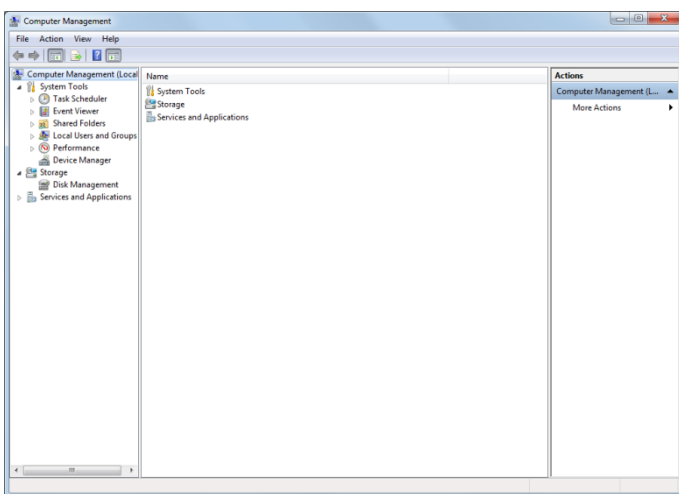 Computer Management
File Action View Help
Computer Management (Local
System Tools
Task Scheduler
Event Viewer
Shared Folders
Local Users and Groups
Performance
Device Manager
Storage
Disk Management
Services and Applications
Name
System Tools
Storage
Services and Applications
Actions
Computer Management (L...
More Actions